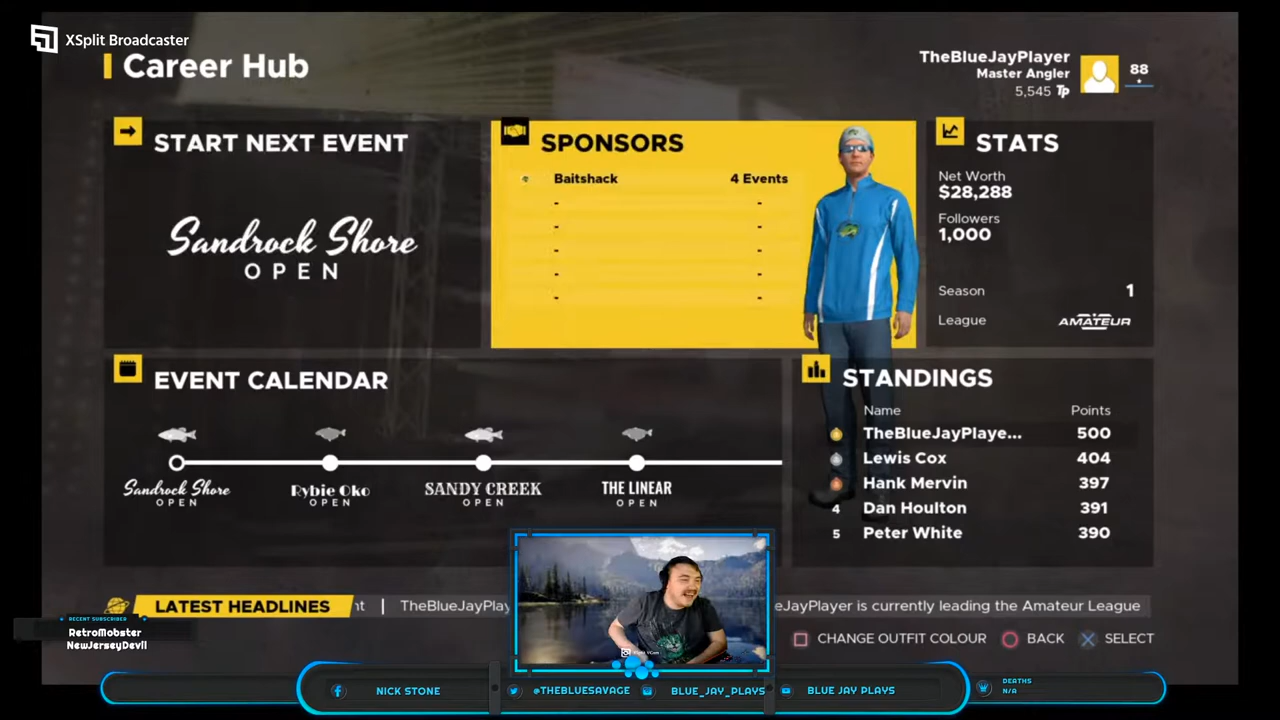 XSplit Broadcaster
Career Hub
TheBlueJayPlayer
Master Angler
5,545 Tp
88
START NEXT EVENT
Sandrock Shore
OPEN
SPONSORS
Baitshack 4 Events
- -
- -
- -
- -
- -
STATS
Net Worth
$28,288
Followers
1,000
Season 1
League AMATEUR
EVENT CALENDAR
Sandrock Shore
OPEN
Rybie Oko
OPEN
SANDY CREEK
OPEN
THE LINEAR
OPEN
STANDINGS
Name Points
TheBlueJayPlaye... 500
Lewis Cox 404
Hank Mervin 397
4 Dan Houlton 391
5 Peter White 390
LATEST HEADLINES
nt | TheBlueJayPlay
eJayPlayer is currently leading the Amateur League
RECENT SUBSCRIBER
RetroMobster
NewJerseyDevil
CHANGE OUTFIT COLOUR BACK SELECT
NICK STONE
@THEBLUESAVAGE
BLUE_JAY_PLAYS
BLUE JAY PLAYS
DEATHS
N/A